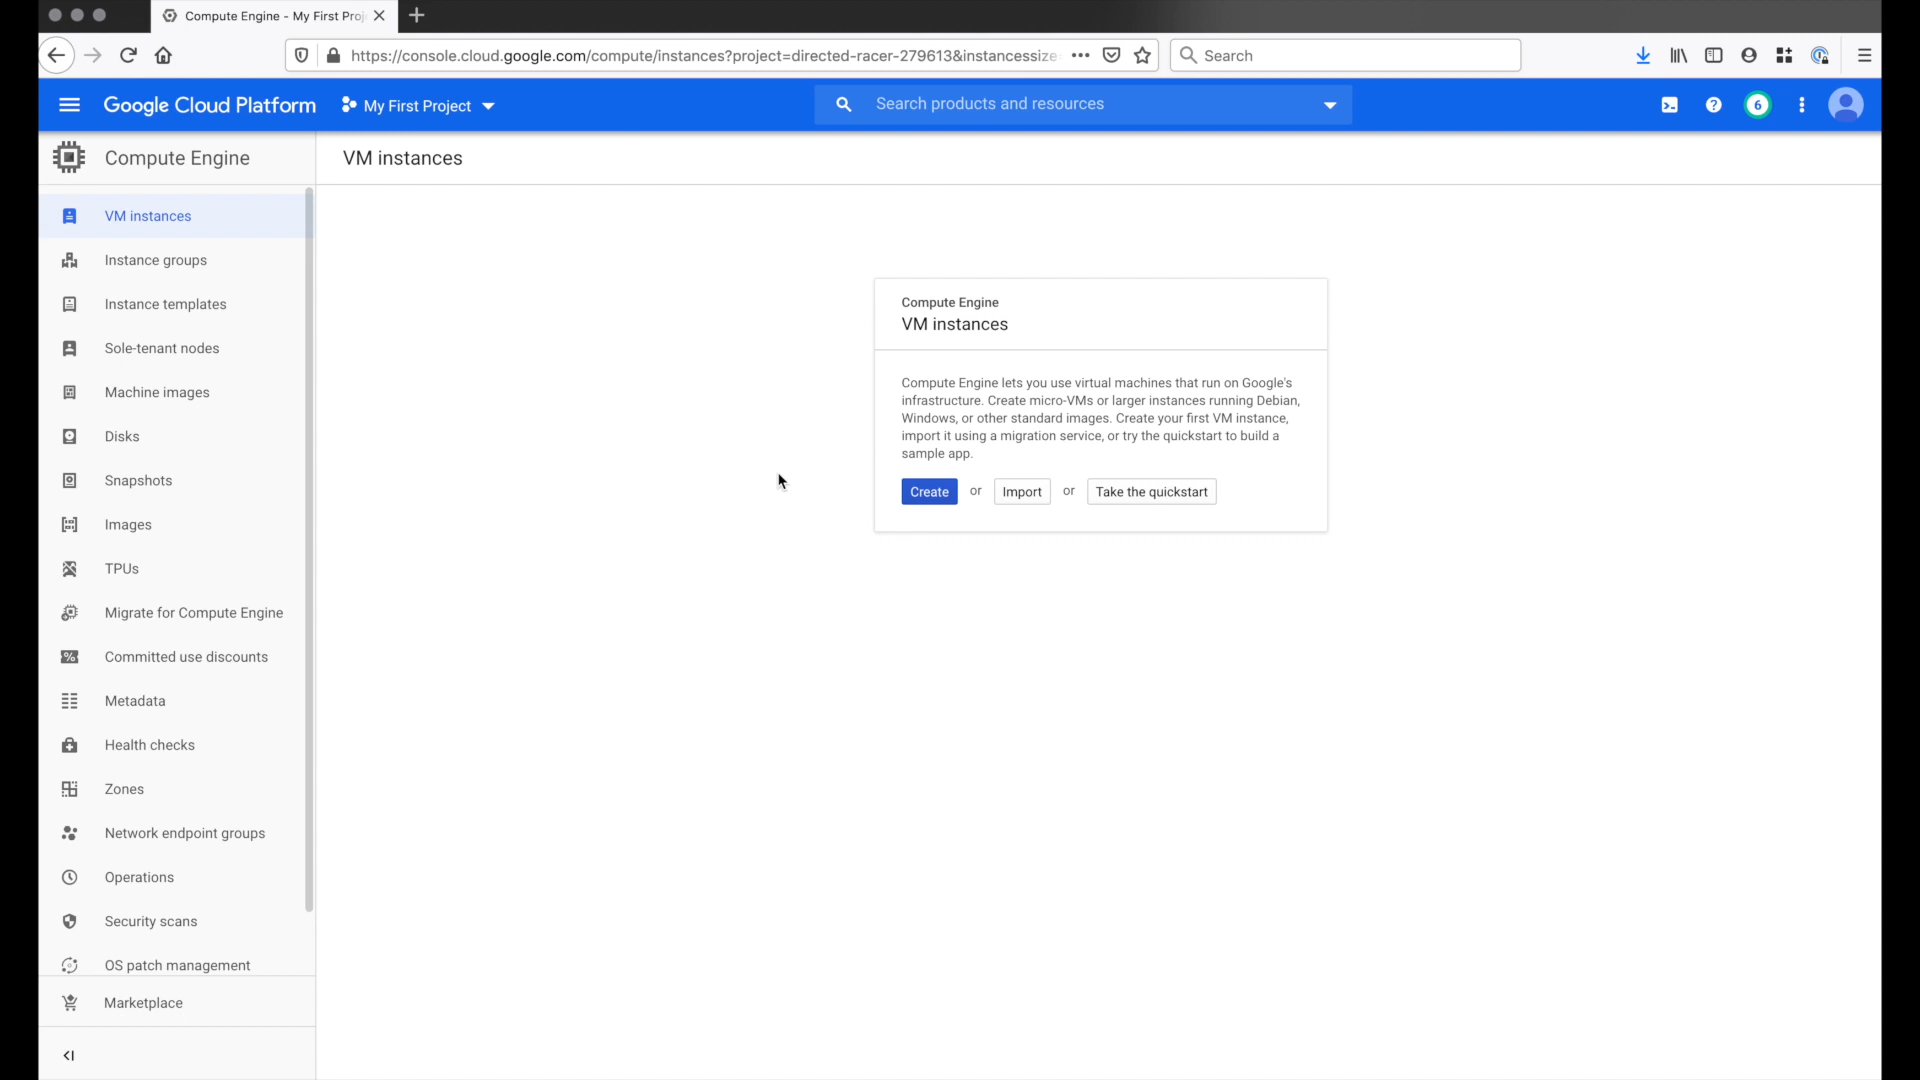 Compute Engine - My First Proj
https://console.cloud.google.com/compute/instances?project=directed-racer-279613&instancessize
Search
Google Cloud Platform
My First Project
Search products and resources
6
Compute Engine
VM instances
VM instances
Instance groups
Instance templates
Sole-tenant nodes
Machine images
Disks
Snapshots
Images
TPUs
Migrate for Compute Engine
Committed use discounts
Metadata
Health checks
Zones
Network endpoint groups
Operations
Security scans
OS patch management
Marketplace
Compute Engine
VM instances
Compute Engine lets you use virtual machines that run on Google's
infrastructure. Create micro-VMs or larger instances running Debian,
Windows, or other standard images. Create your first VM instance,
import it using a migration service, or try the quickstart to build a
sample app.
Create or Import or Take the quickstart